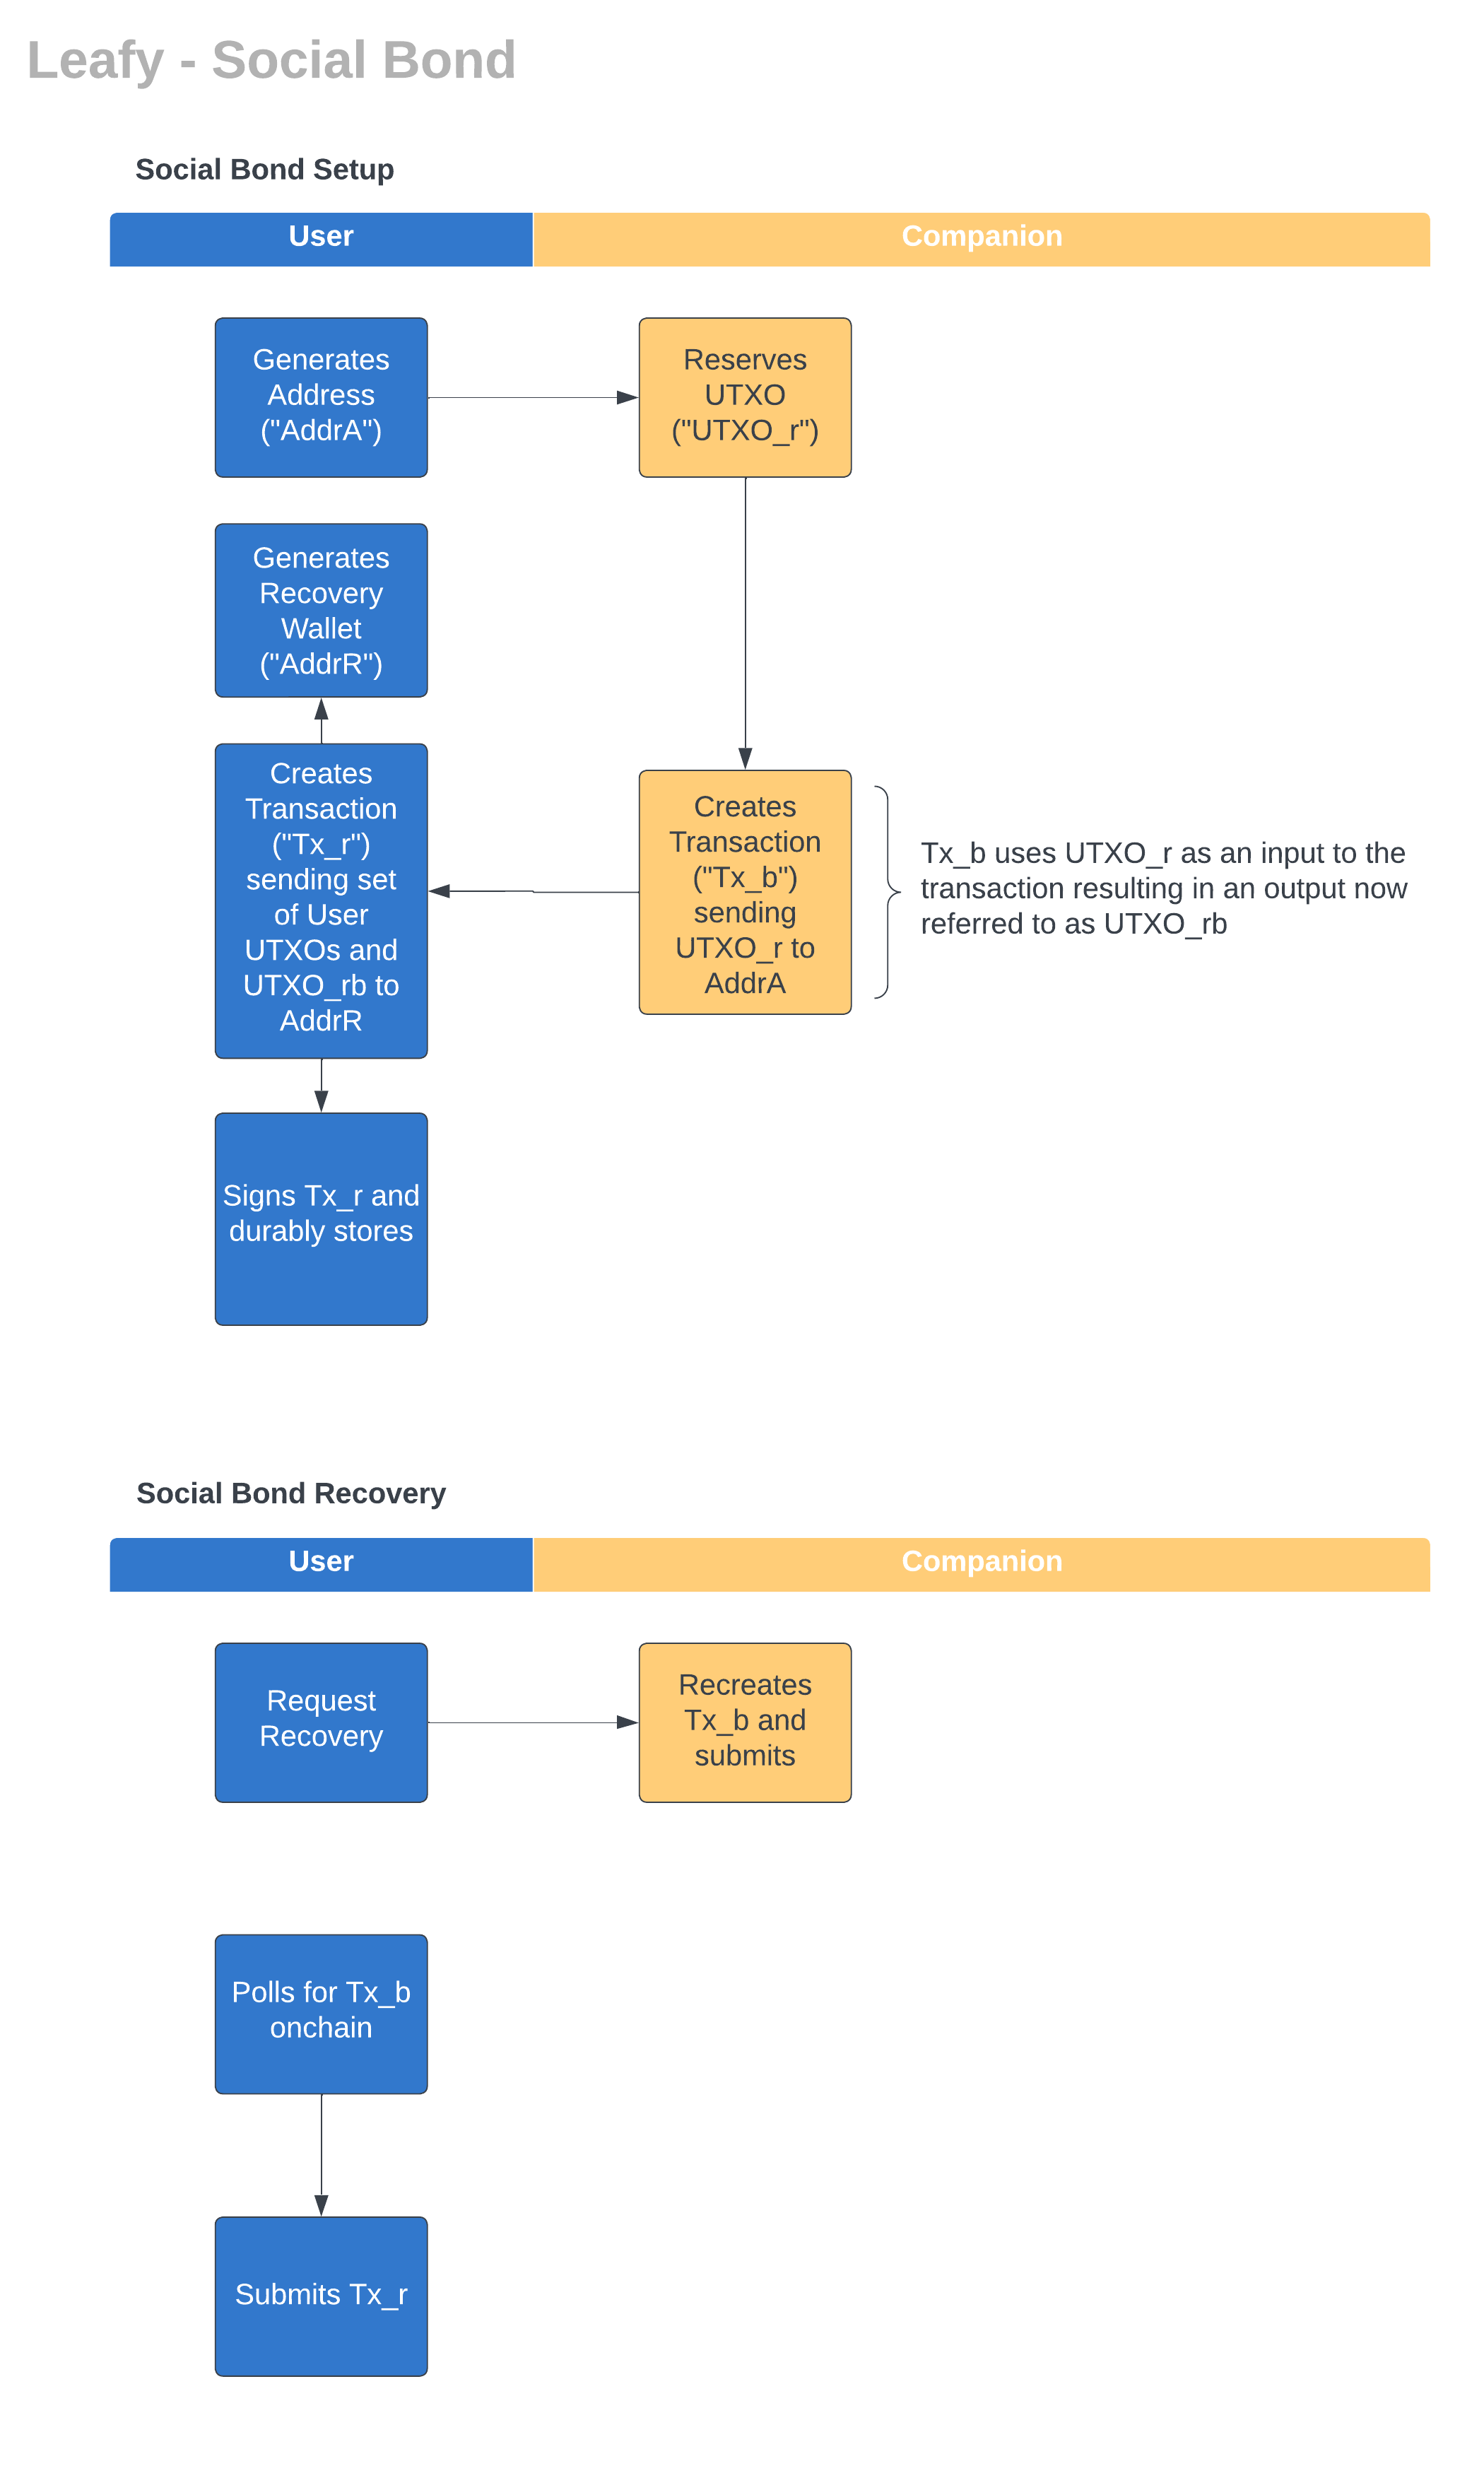 Leafy - Social Bond
Social Bond Setup
User
Companion
Generates
Address
("AddrA")
Reserves
UTXO
("UTXO_r")
Generates
Recovery
Wallet
("AddrR")
Creates
Transaction
("Tx_r")
sending set
of User
UTXOs and
UTXO_rb to
AddrR
Creates
Transaction
("Tx_b")
sending
UTXO_r to
AddrA
Tx_b uses UTXO_r as an input to the
transaction resulting in an output now
referred to as UTXO_rb
Signs Tx_r and
durably stores
Social Bond Recovery
User
Companion
Request
Recovery
Recreates
Tx_b and
submits
Polls for Tx_b
onchain
Submits Tx_r